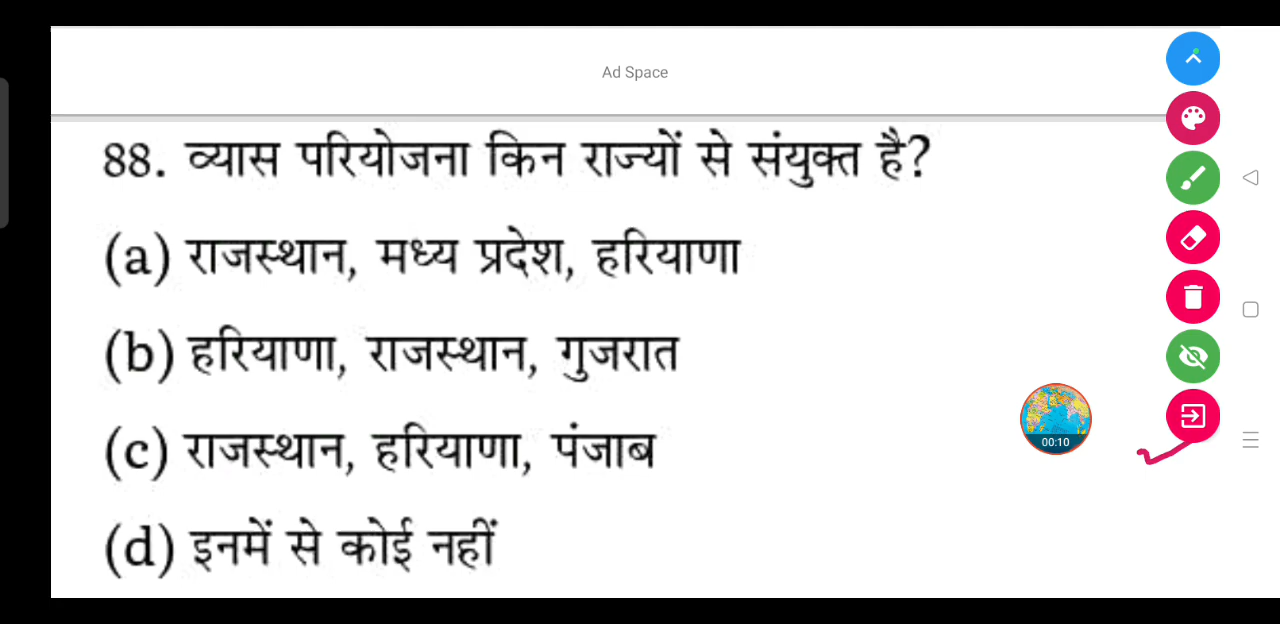 Ad Space
88. व्यास परियोजना किन राज्यों से संयुक्त है?
(a) राजस्थान, मध्य प्रदेश, हरियाणा
(b) हरियाणा, राजस्थान, गुजरात
(c) राजस्थान, हरियाणा, पंजाब
00:10
(d) इनमें से कोई नहीं